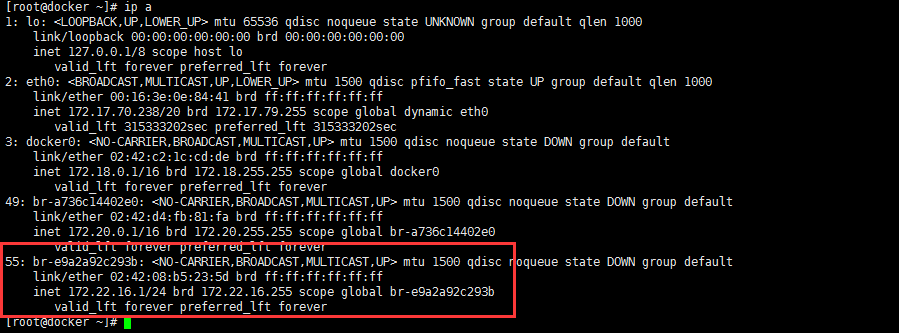 [root@docker ~]# ip a
1: lo: <LOOPBACK,UP,LOWER_UP> mtu 65536 qdisc noqueue state UNKNOWN group default qlen 1000
    link/loopback 00:00:00:00:00:00 brd 00:00:00:00:00:00
    inet 127.0.0.1/8 scope host lo
       valid_lft forever preferred_lft forever
2: eth0: <BROADCAST,MULTICAST,UP,LOWER_UP> mtu 1500 qdisc pfifo_fast state UP group default qlen 1000
    link/ether 00:16:3e:0e:84:41 brd ff:ff:ff:ff:ff:ff
    inet 172.17.70.238/20 brd 172.17.79.255 scope global dynamic eth0
       valid_lft 315333202sec preferred_lft 315333202sec
3: docker0: <NO-CARRIER,BROADCAST,MULTICAST,UP> mtu 1500 qdisc noqueue state DOWN group default
    link/ether 02:42:c2:1c:cd:de brd ff:ff:ff:ff:ff:ff
    inet 172.18.0.1/16 brd 172.18.255.255 scope global docker0
       valid_lft forever preferred_lft forever
49: br-a736c14402e0: <NO-CARRIER,BROADCAST,MULTICAST,UP> mtu 1500 qdisc noqueue state DOWN group default
    link/ether 02:42:d4:fb:81:fa brd ff:ff:ff:ff:ff:ff
    inet 172.20.0.1/16 brd 172.20.255.255 scope global br-a736c14402e0
       valid_lft forever preferred_lft forever
55: br-e9a2a92c293b: <NO-CARRIER,BROADCAST,MULTICAST,UP> mtu 1500 qdisc noqueue state DOWN group default
    link/ether 02:42:08:b5:23:5d brd ff:ff:ff:ff:ff:ff
    inet 172.22.16.1/24 brd 172.22.16.255 scope global br-e9a2a92c293b
       valid_lft forever preferred_lft forever
[root@docker ~]#